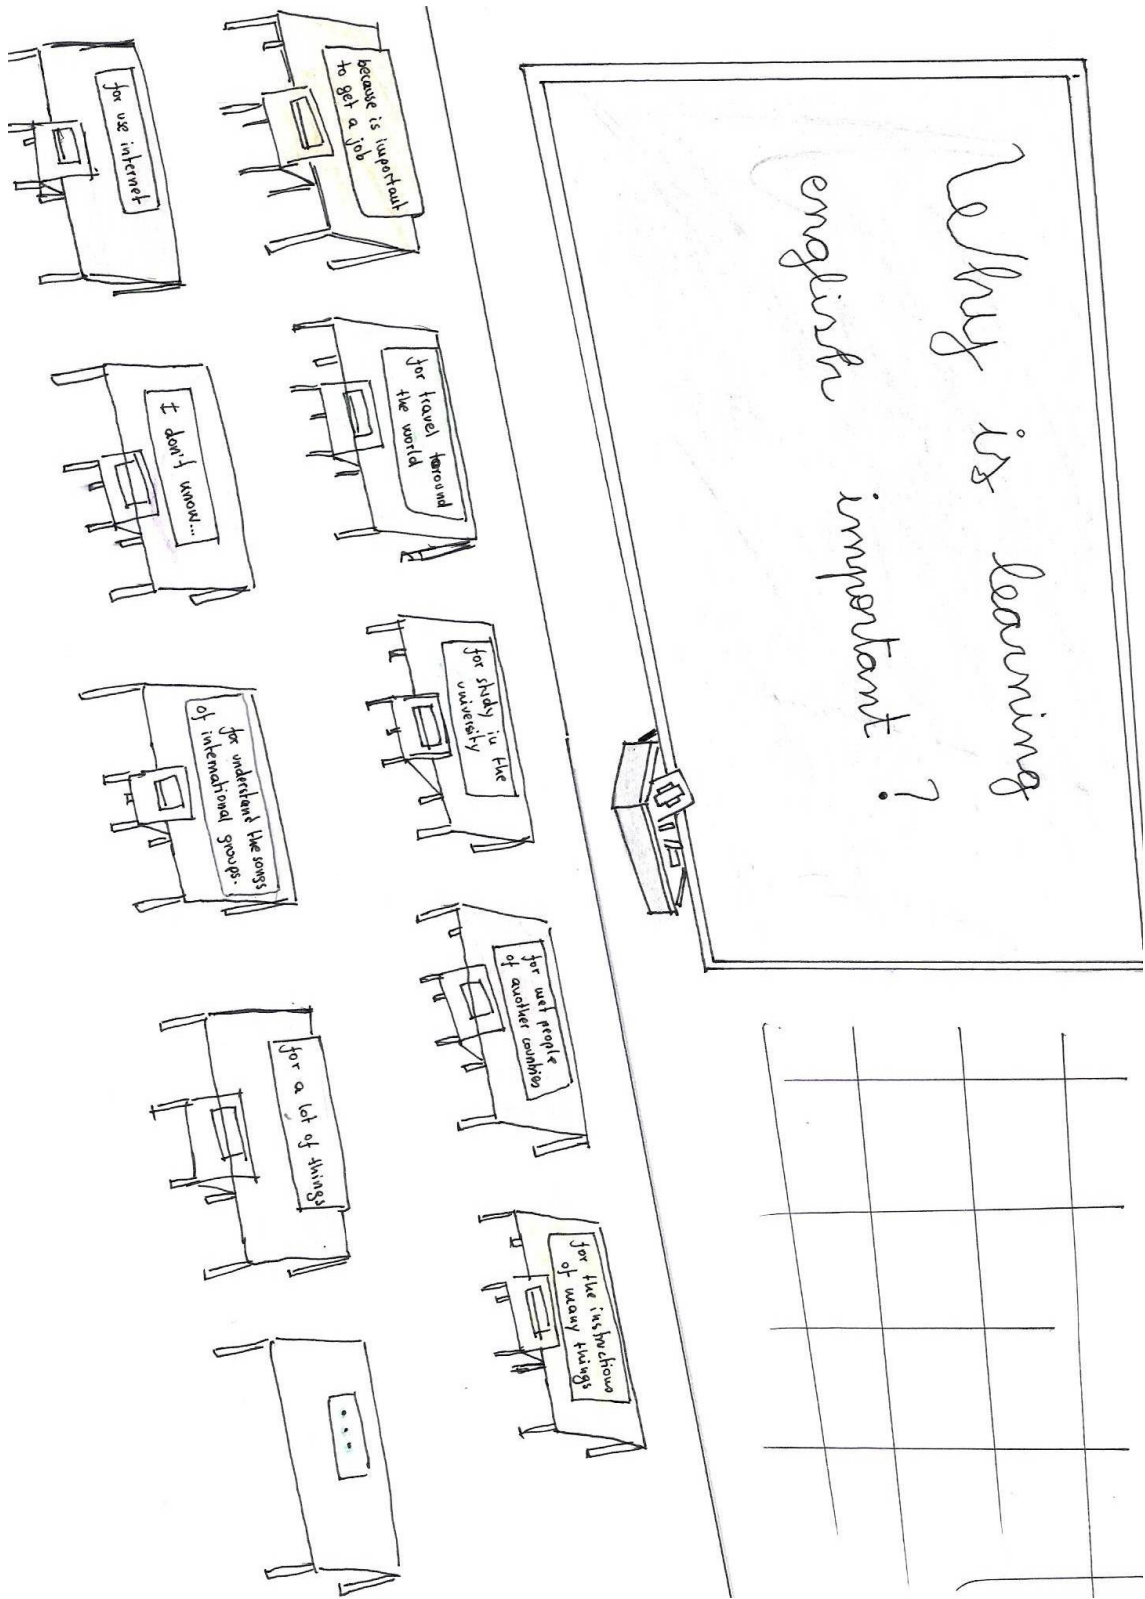 Why is learning
english important ?
because is important
to get a job
for travel taround
the world
for study in the
university
for met people
of another countries
for the instructions
of many things
for use internet
I don't know...
for understand the songs
of international groups.
for a lot of things
...